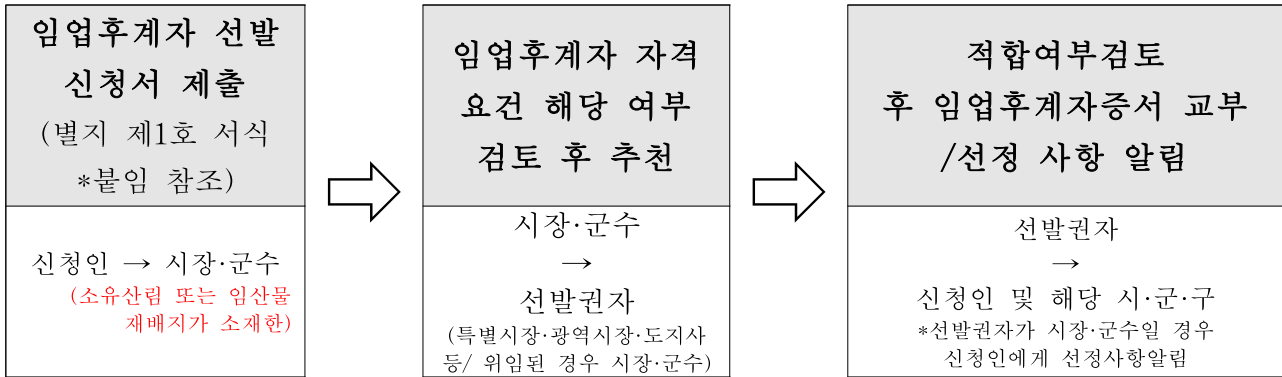 임업후계자 선발
신청서 제출
(별지 제1호 서식
*붙임 참조)
신청인 → 시장·군수
(소유산림 또는 임산물
재배지가 소재한)
임업후계자 자격
요건 해당 여부
검토 후 추천
시장·군수
→
선발권자
(특별시장·광역시장·도지사
등/ 위임된 경우 시장·군수)
적합여부검토
후 임업후계자증서 교부
/선정 사항 알림
선발권자
→
신청인 및 해당 시·군·구
*선발권자가 시장·군수일 경우
신청인에게 선정사항알림